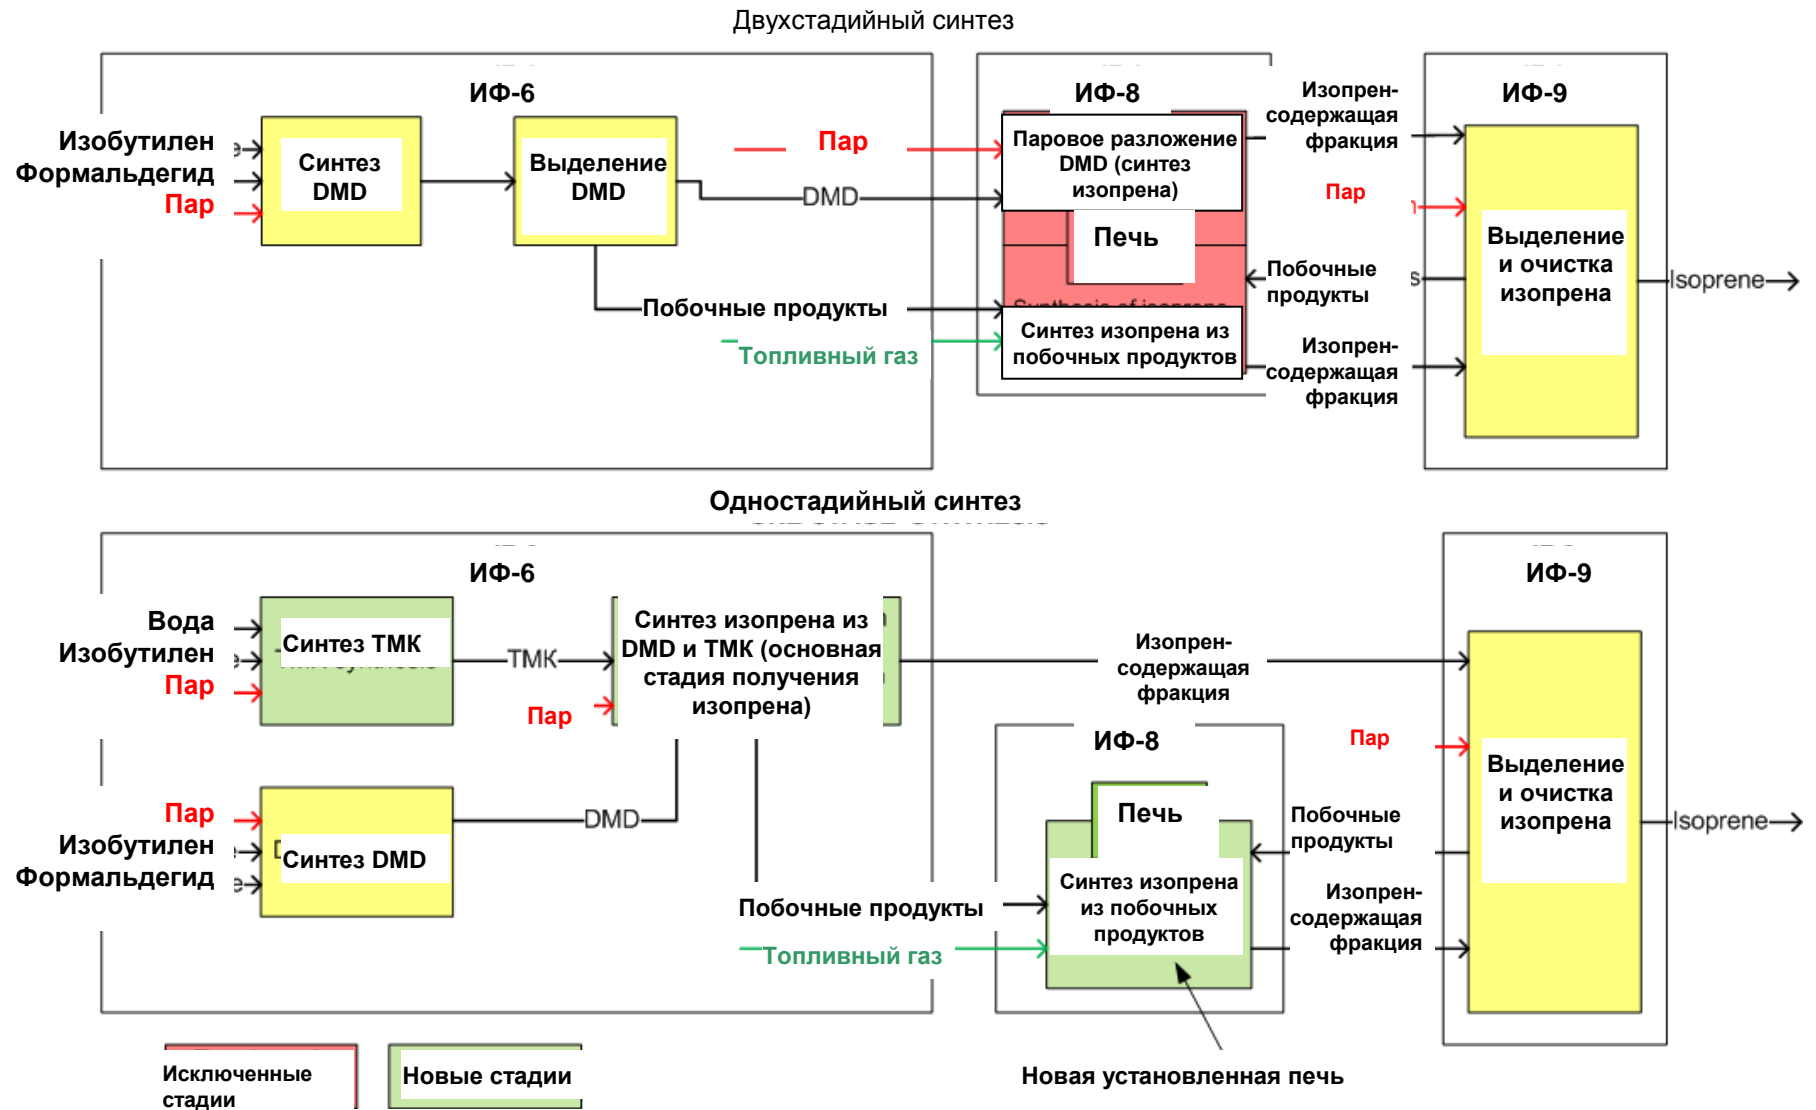 Двухстадийный синтез
ИФ-6
ИФ-8
ИФ-9
Изобутилен
Формальдегид
Пар
Синтез
DMD
Выделение
DMD
Пар
DMD
Побочные продукты
Топливный газ
Паровое разложение
DMD (синтез
изопрена)
Печь
Синтез изопрена из
побочных продуктов
Изопрен-
содержащая
фракция
Пар
Побочные
продукты
Изопрен-
содержащая
фракция
Выделение
и очистка
изопрена
Isoprene
Одностадийный синтез
ИФ-6
ИФ-9
Вода
Изобутилен
Пар
Синтез ТМК
ТМК
Пар
Синтез изопрена из
DMD и ТМК (основная
стадия получения
изопрена)
Изопрен-
содержащая
фракция
Пар
Изобутилен
Формальдегид
Синтез DMD
DMD
Побочные продукты
Топливный газ
ИФ-8
Печь
Синтез изопрена
из побочных
продуктов
Пар
Побочные
продукты
Изопрен-
содержащая
фракция
Выделение
и очистка
изопрена
Isoprene
Исключенные
стадии
Новые стадии
Новая установленная печь